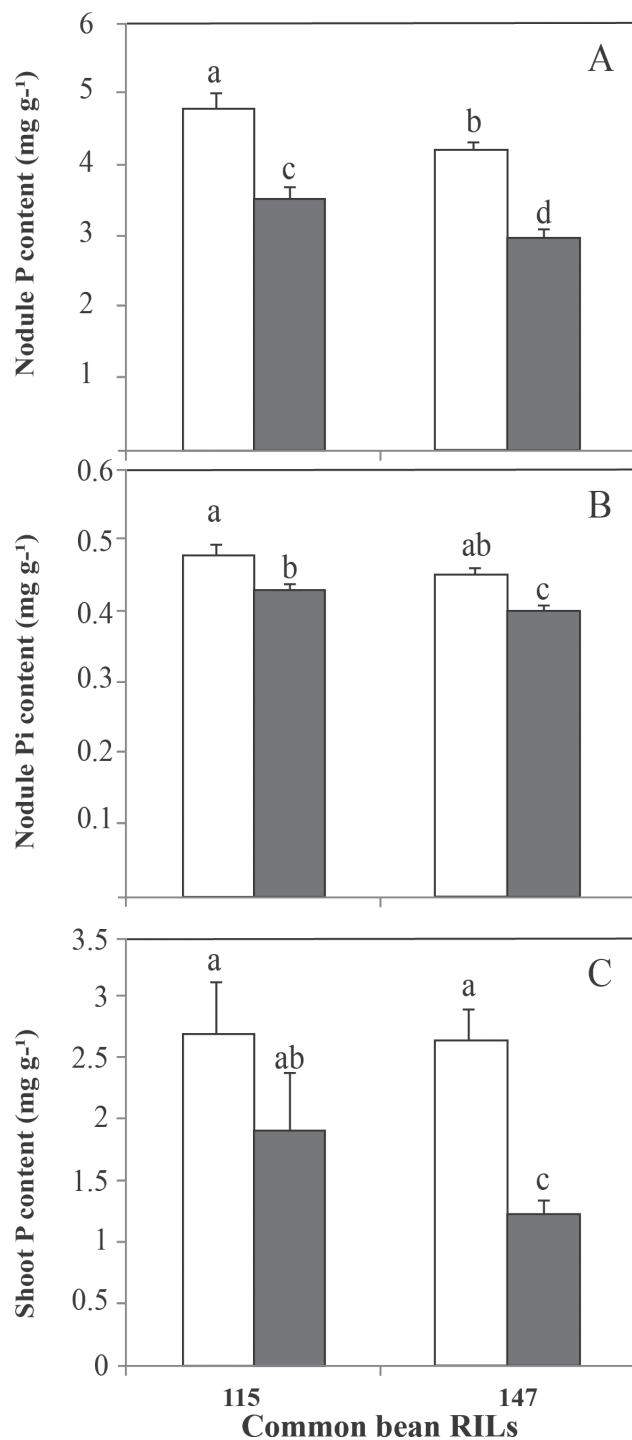 6
A
a
5
b
4
c
d
3
2
1
Nodule P content (mg g-¹)
0.6
B
a
0.5
b
ab
c
0.4
0.3
0.2
0.1
Nodule Pi content (mg g-¹)
3.5
C
a
a
3
2.5
ab
2
1.5
c
1
0.5
0
Shoot P content (mg g-¹)
115
147
Common bean RILs